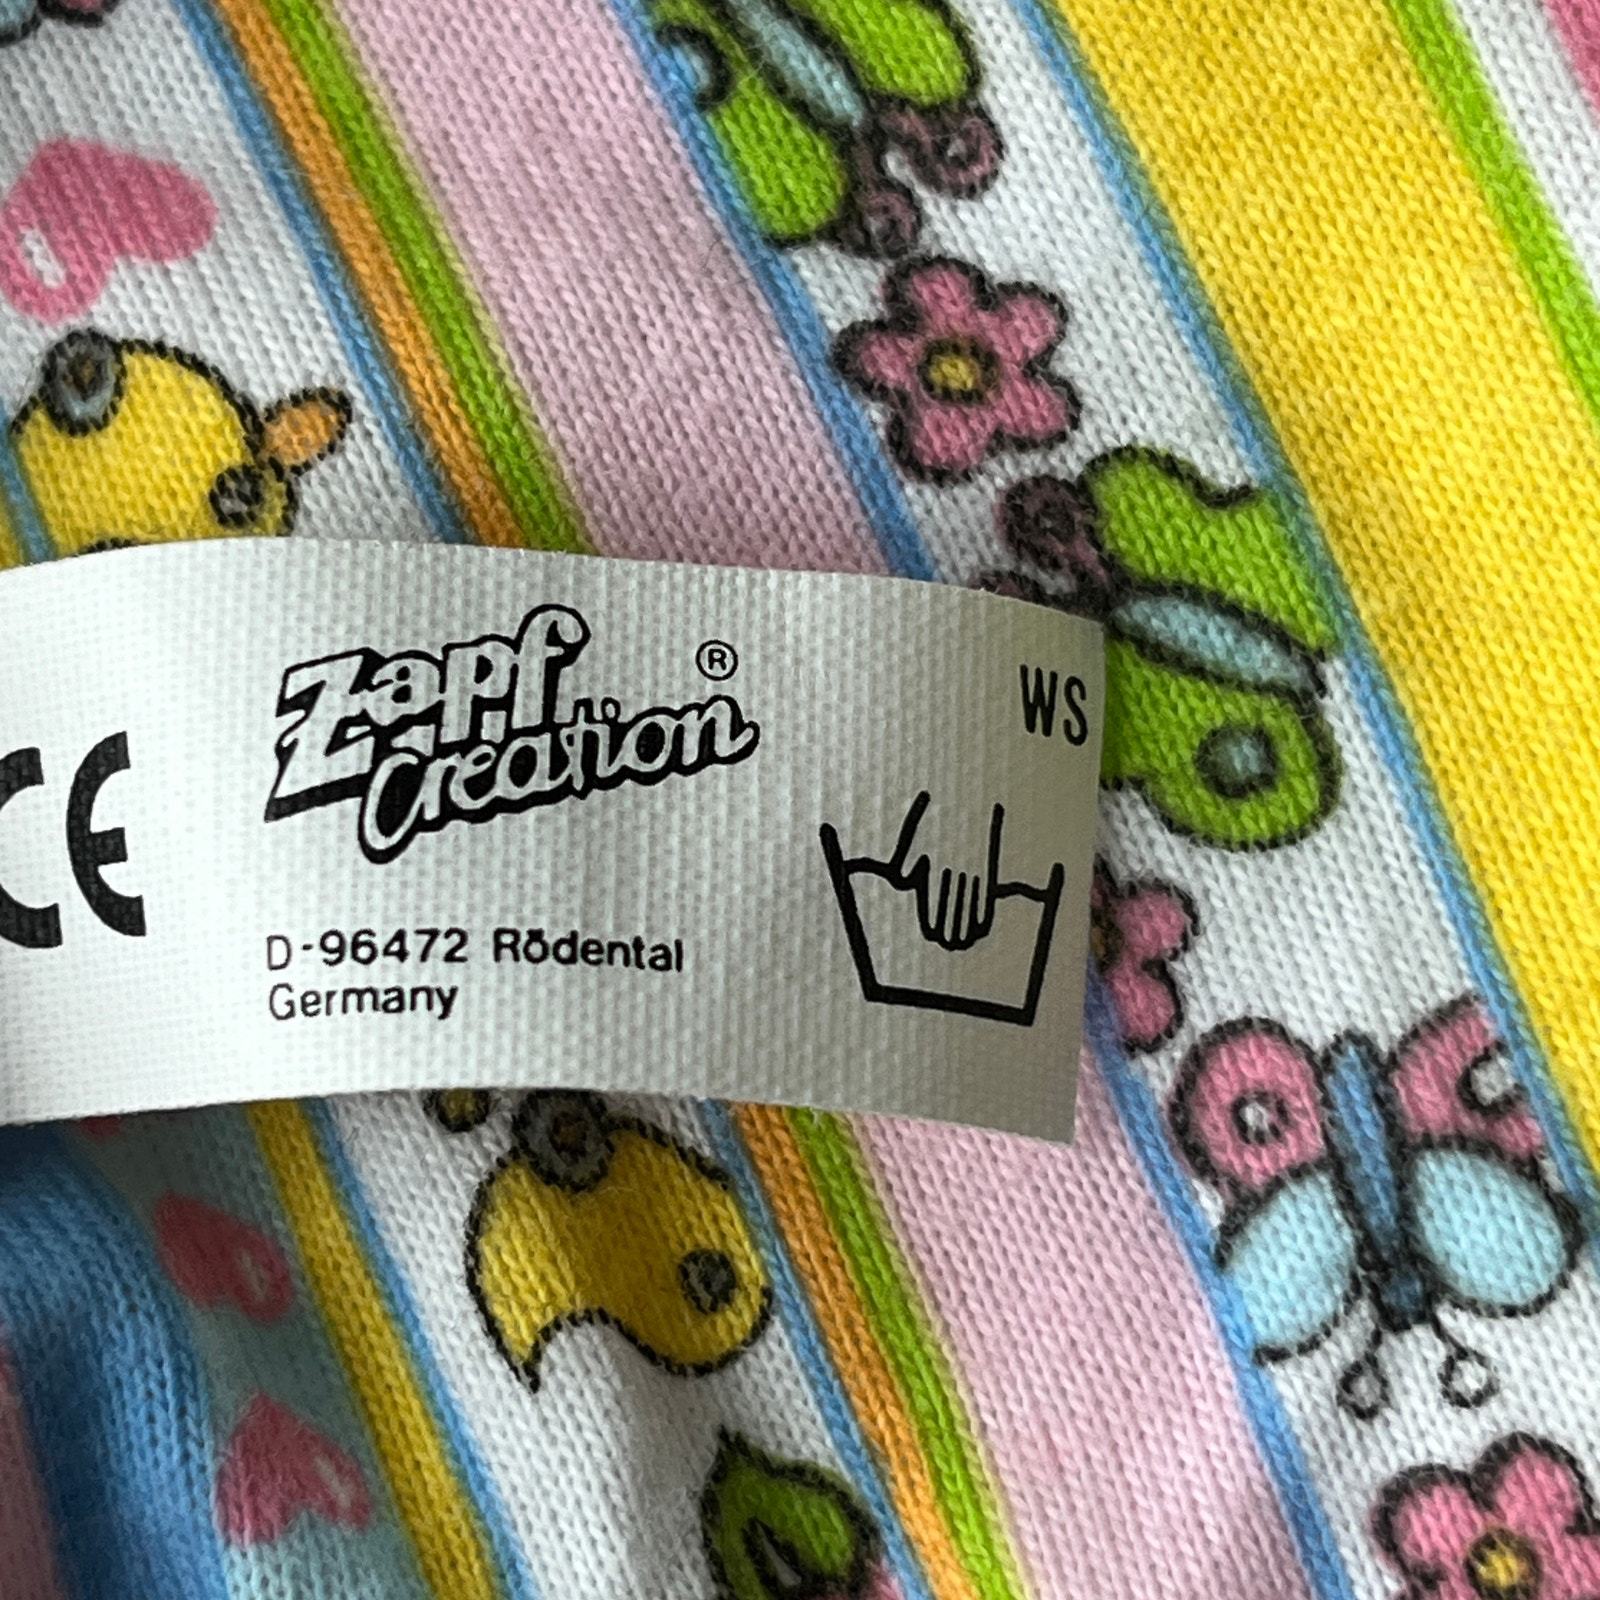 CE
Zapf ®
Creation
WS
D-96472 Rödental
Germany